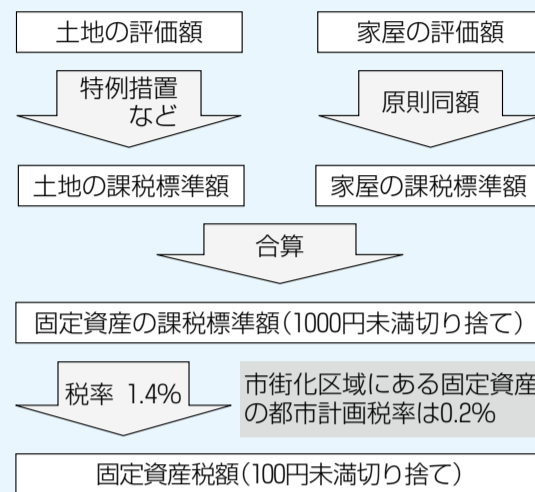 土地の評価額
家屋の評価額
特例措置
など
原則同額
土地の課税標準額
家屋の課税標準額
合算
固定資産の課税標準額(1000円未満切り捨て)
税率 1.4%
市街化区域にある固定資産
の都市計画税率は0.2%
固定資産税額(100円未満切り捨て)